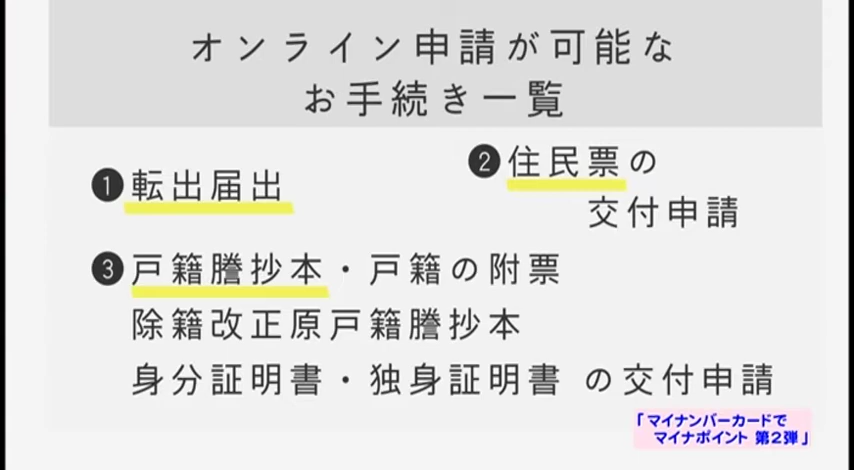 オンライン申請が可能な
お手続き一覧
❶転出届出
❷住民票の
交付申請
❸戸籍謄抄本・戸籍の附票
除籍改正原戸籍謄抄本
身分証明書・独身証明書 の交付申請
「マイナンバーカードで
マイナポイント 第2弾」